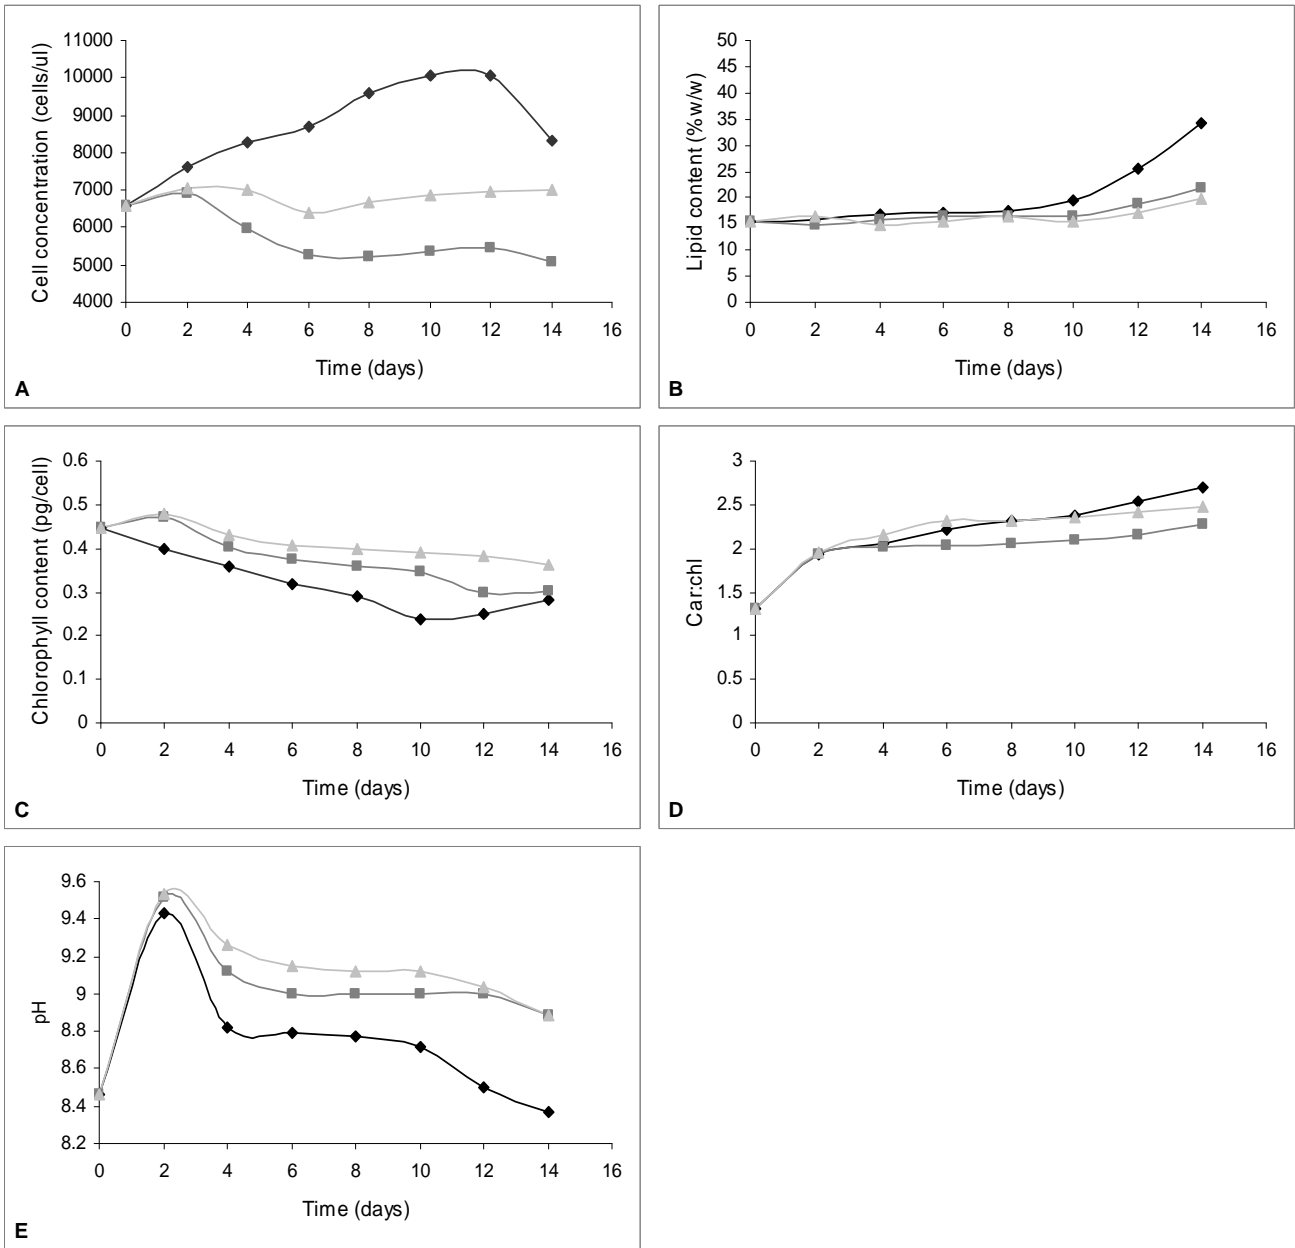 11000
10000
9000
8000
7000
6000
5000
4000
Cell concentration (cells/ul)
0 2 4 6 8 10 12 14 16
Time (days)
A
50
45
40
35
30
25
20
15
10
5
0
Lipid content (%w/w)
0 2 4 6 8 10 12 14 16
Time (days)
B
0.6
0.5
0.4
0.3
0.2
0.1
0
Chlorophyll content (pg/cell)
0 2 4 6 8 10 12 14 16
Time (days)
C
3
2.5
2
1.5
1
0.5
0
Car:chl
0 2 4 6 8 10 12 14 16
Time (days)
D
9.6
9.4
9.2
9
8.8
8.6
8.4
8.2
pH
0 2 4 6 8 10 12 14 16
Time (days)
E